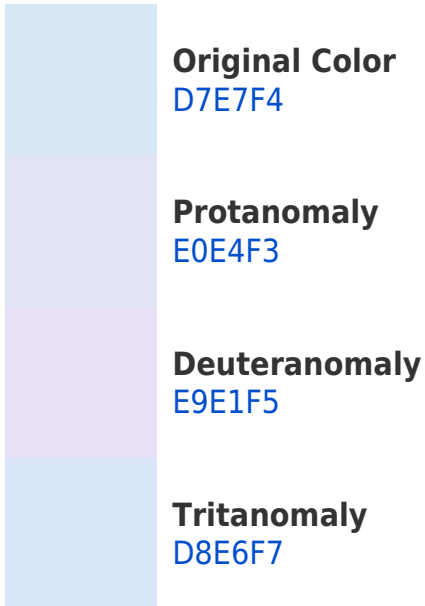 Original Color
D7E7F4
Protanomaly
E0E4F3
Deuteranomaly
E9E1F5
Tritanomaly
D8E6F7